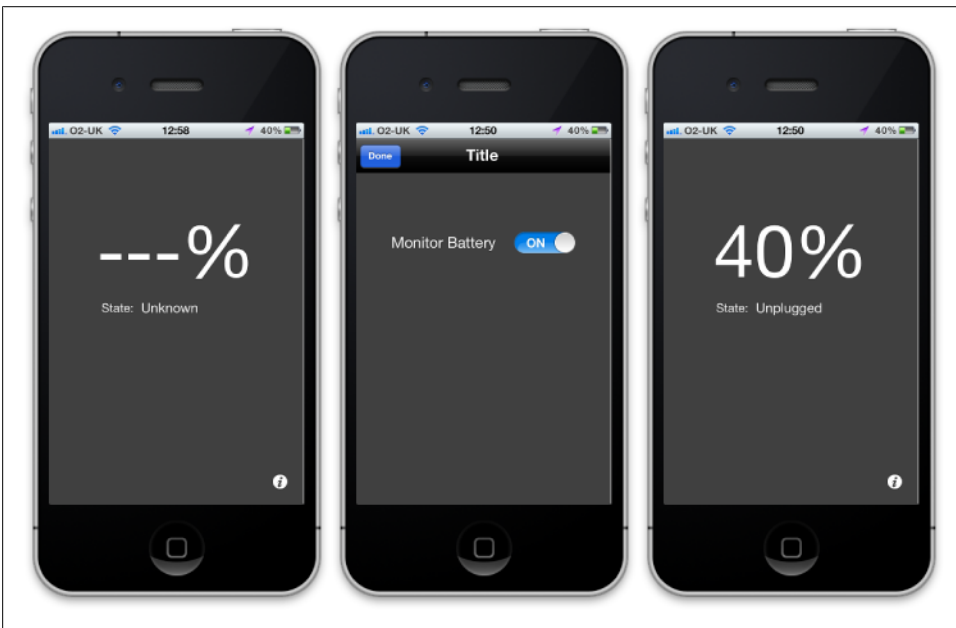 O2-UK 12:58 40%
---%
State: Unknown
O2-UK 12:50 40%
Done Title
Monitor Battery ON
O2-UK 12:50 40%
40%
State: Unplugged